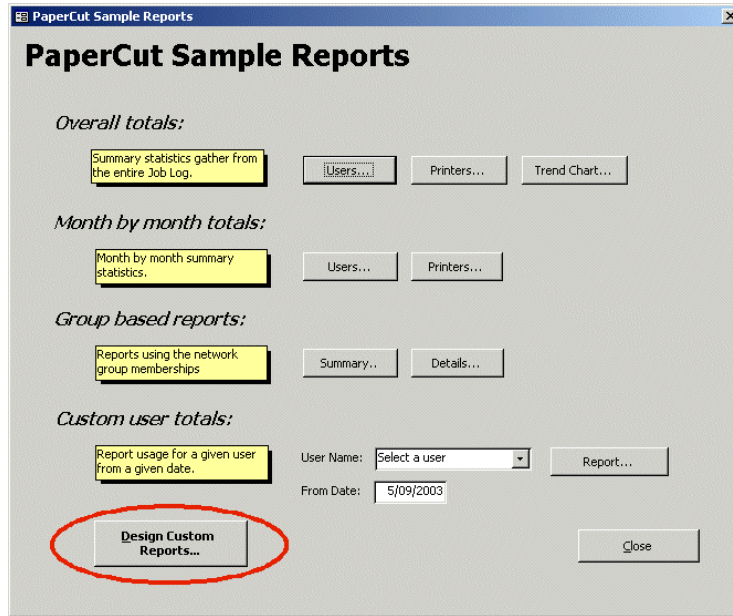 PaperCut Sample Reports
PaperCut Sample Reports
Overall totals:
Summary statistics gather from
the entire Job Log.
Users...
Printers...
Trend Chart...
Month by month totals:
Month by month summary
statistics.
Users...
Printers...
Group based reports:
Reports using the network
group memberships
Summary..
Details...
Custom user totals:
Report usage for a given user
from a given date.
User Name:
Select a user
Report...
From Date:
5/09/2003
Design Custom
Reports...
Close